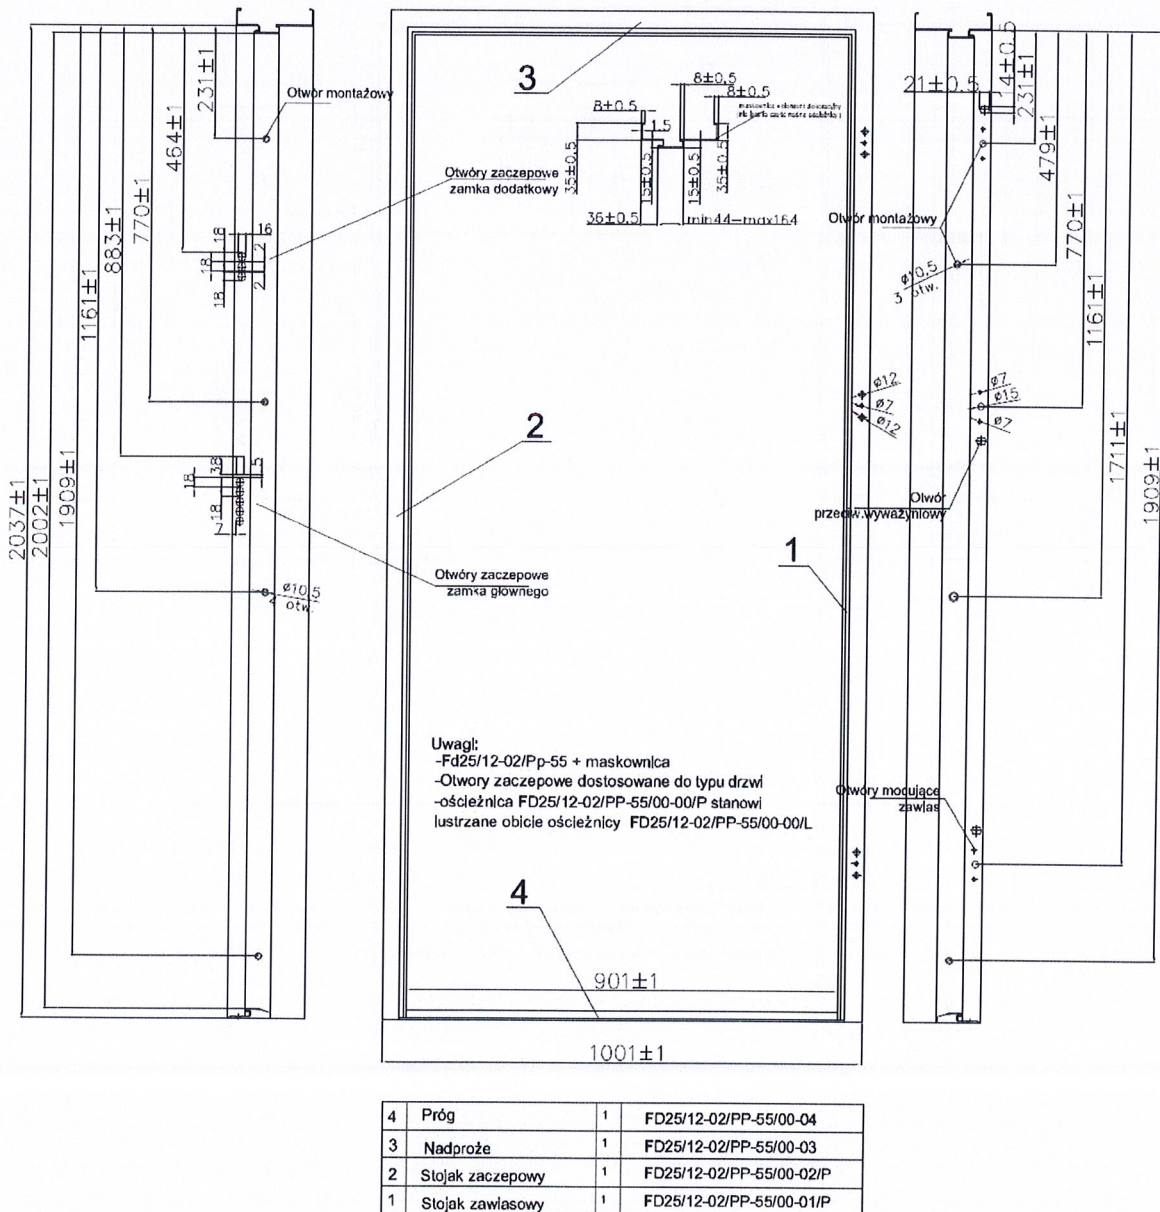 2037±1
2002±1
1909±1
1161±1
883±1
770±1
464±1
231±1
Otwór montażowy
Otwory zaczepowe
zamka dodatkowy
18
16
2
18
2
18
38
5
18
18
7
Otwóry zaczepowe
zamka głownego
ø10,5
4 otw.
3
8±0,5
8±0,5
8±0.5
1.5
35±0,5
15±0,5
15±0,5
35±0,5
36±0,5
min44-max164
2
1
ø12
ø7
ø12
Uwagi:
-Fd25/12-02/Pp-55 + maskownica
-Otwory zaczepowe dostosowane do typu drzwi
-ościeżnica FD25/12-02/PP-55/00-00/P stanowi
lustrzane obicie ościeżnicy FD25/12-02/PP-55/00-00/L
4
901±1
1001±1
21±0.5
14±0.5
231±1
479±1
770±1
1161±1
1711±1
1909±1
Otwór montażowy
ø10,5
3 otw.
ø7
ø15
ø7
Otwór
przeciw.wyważyniowy
Otwóry mocujące
zawias
4 Próg 1 FD25/12-02/PP-55/00-04
3 Nadproże 1 FD25/12-02/PP-55/00-03
2 Stojak zaczepowy 1 FD25/12-02/PP-55/00-02/P
1 Stojak zawiasowy 1 FD25/12-02/PP-55/00-01/P